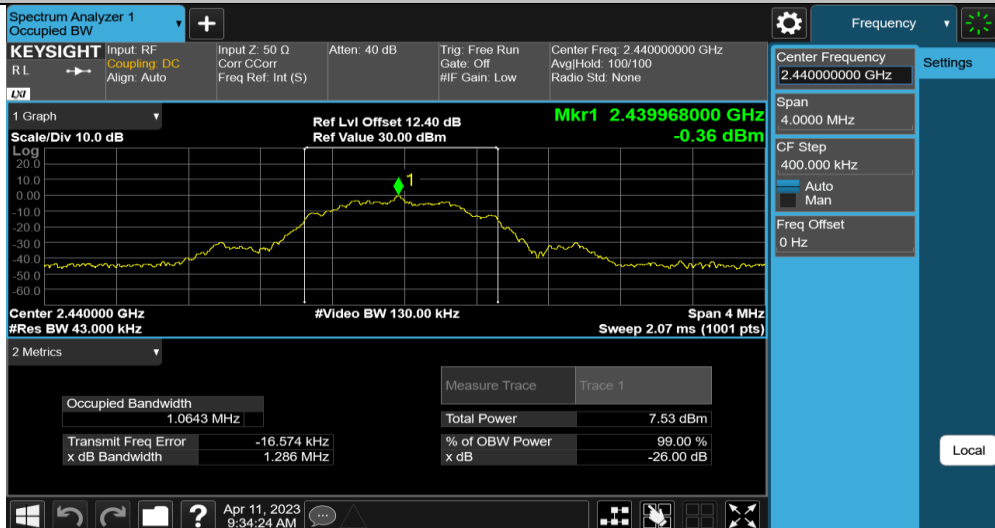 Spectrum Analyzer 1
Occupied BW
Frequency
KEYSIGHT
R L
LXI
Input: RF
Coupling: DC
Align: Auto
Input Z: 50 Ω
Corr CCorr
Freq Ref: Int (S)
Atten: 40 dB
Trig: Free Run
Gate: Off
#IF Gain: Low
Center Freq: 2.440000000 GHz
Avg|Hold: 100/100
Radio Std: None
Center Frequency
2.440000000 GHz
Settings
Span
4.0000 MHz
CF Step
400.000 kHz
Auto
Man
Freq Offset
0 Hz
Local
1 Graph
Scale/Div 10.0 dB
Ref Lvl Offset 12.40 dB
Ref Value 30.00 dBm
Mkr1 2.439968000 GHz
-0.36 dBm
Log
20.0
10.0
0.00
-10.0
-20.0
-30.0
-40.0
-50.0
-60.0
1
Center 2.440000 GHz
#Res BW 43.000 kHz
#Video BW 130.00 kHz
Span 4 MHz
Sweep 2.07 ms (1001 pts)
2 Metrics
Measure Trace Trace 1
Occupied Bandwidth
1.0643 MHz
Total Power 7.53 dBm
Transmit Freq Error -16.574 kHz
% of OBW Power 99.00 %
x dB Bandwidth 1.286 MHz
x dB -26.00 dB
?
Apr 11, 2023
9:34:24 AM